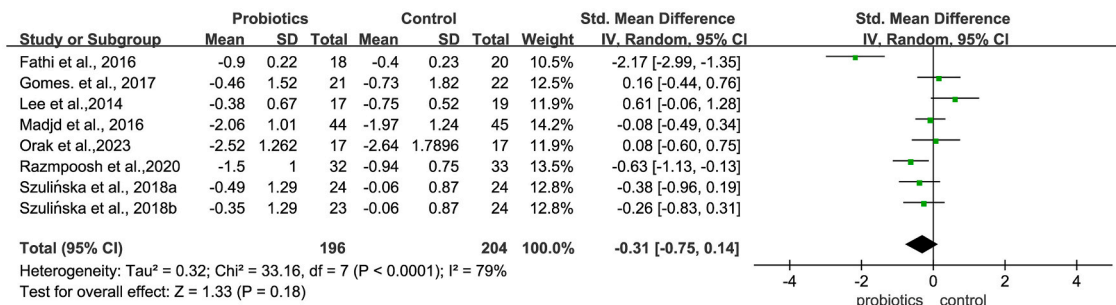 Probiotics Control Std. Mean Difference Std. Mean Difference
Study or Subgroup Mean SD Total Mean SD Total Weight IV, Random, 95% CI IV, Random, 95% CI
Fathi et al., 2016 -0.9 0.22 18 -0.4 0.23 20 10.5% -2.17 [-2.99, -1.35]
Gomes. et al., 2017 -0.46 1.52 21 -0.73 1.82 22 12.5% 0.16 [-0.44, 0.76]
Lee et al.,2014 -0.38 0.67 17 -0.75 0.52 19 11.9% 0.61 [-0.06, 1.28]
Madjd et al., 2016 -2.06 1.01 44 -1.97 1.24 45 14.2% -0.08 [-0.49, 0.34]
Orak et al.,2023 -2.52 1.262 17 -2.64 1.7896 17 11.9% 0.08 [-0.60, 0.75]
Razmpoosh et al.,2020 -1.5 1 32 -0.94 0.75 33 13.5% -0.63 [-1.13, -0.13]
Szulińska et al., 2018a -0.49 1.29 24 -0.06 0.87 24 12.8% -0.38 [-0.96, 0.19]
Szulińska et al., 2018b -0.35 1.29 23 -0.06 0.87 24 12.8% -0.26 [-0.83, 0.31]
Total (95% CI) 196 204 100.0% -0.31 [-0.75, 0.14]
Heterogeneity: Tau² = 0.32; Chi² = 33.16, df = 7 (P < 0.0001); I² = 79%
Test for overall effect: Z = 1.33 (P = 0.18)
-4 -2 0 2 4
probiotics control